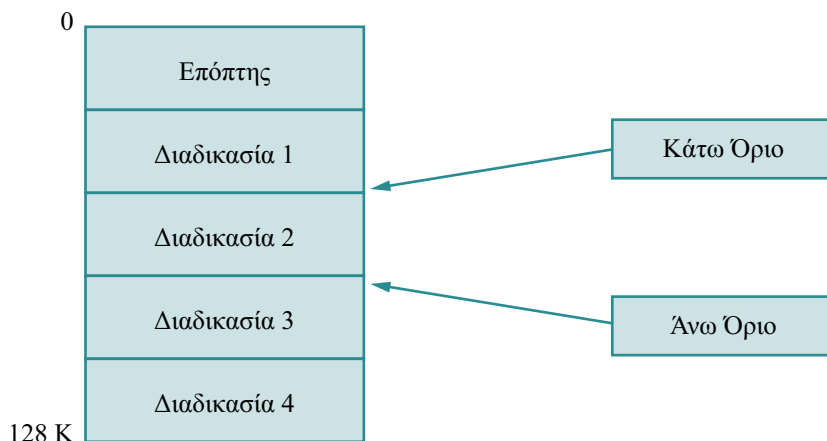 0
Επόπτης
Διαδικασία 1
Κάτω Όριο
Διαδικασία 2
Διαδικασία 3
Άνω Όριο
Διαδικασία 4
128 K